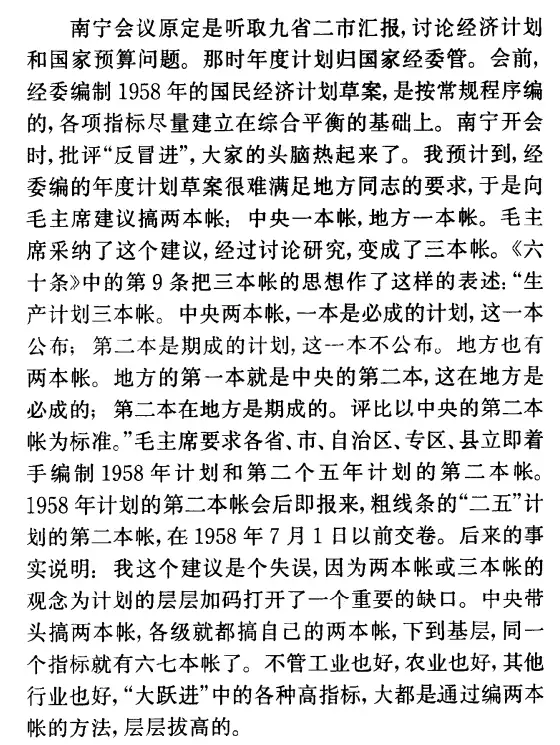 南宁会议原定是听取九省二市汇报,讨论经济计划
和国家预算问题。那时年度计划归国家经委管。会前,
经委编制1958年的国民经济计划草案,是按常规程序编
的,各项指标尽量建立在综合平衡的基础上。南宁开会
时,批评“反冒进”,大家的头脑热起来了。我预计到,经
委编的年度计划草案很难满足地方同志的要求,于是向
毛主席建议搞两本帐:中央一本帐,地方一本帐。毛主
席采纳了这个建议,经过讨论研究,变成了三本帐。《六
十条》中的第9条把三本帐的思想作了这样的表述:“生
产计划三本帐。中央两本帐,一本是必成的计划,这一本
公布;第二本是期成的计划,这一本不公布。地方也有
两本帐。地方的第一本就是中央的第二本,这在地方是
必成的;第二本在地方是期成的。评比以中央的第二本
帐为标准。”毛主席要求各省、市、自治区、专区、县立即着
手编制1958年计划和第二个五年计划的第二本帐。
1958年计划的第二本帐会后即报来,粗线条的“二五”计
划的第二本帐,在1958年7月1日以前交卷。后来的事
实说明:我这个建议是个失误,因为两本帐或三本帐的
观念为计划的层层加码打开了一个重要的缺口。中央带
头搞两本帐,各级就都搞自己的两本帐,下到基层,同一
个指标就有六七本帐了。不管工业也好,农业也好,其他
行业也好,“大跃进”中的各种高指标,大都是通过编两本
帐的方法,层层拔高的。